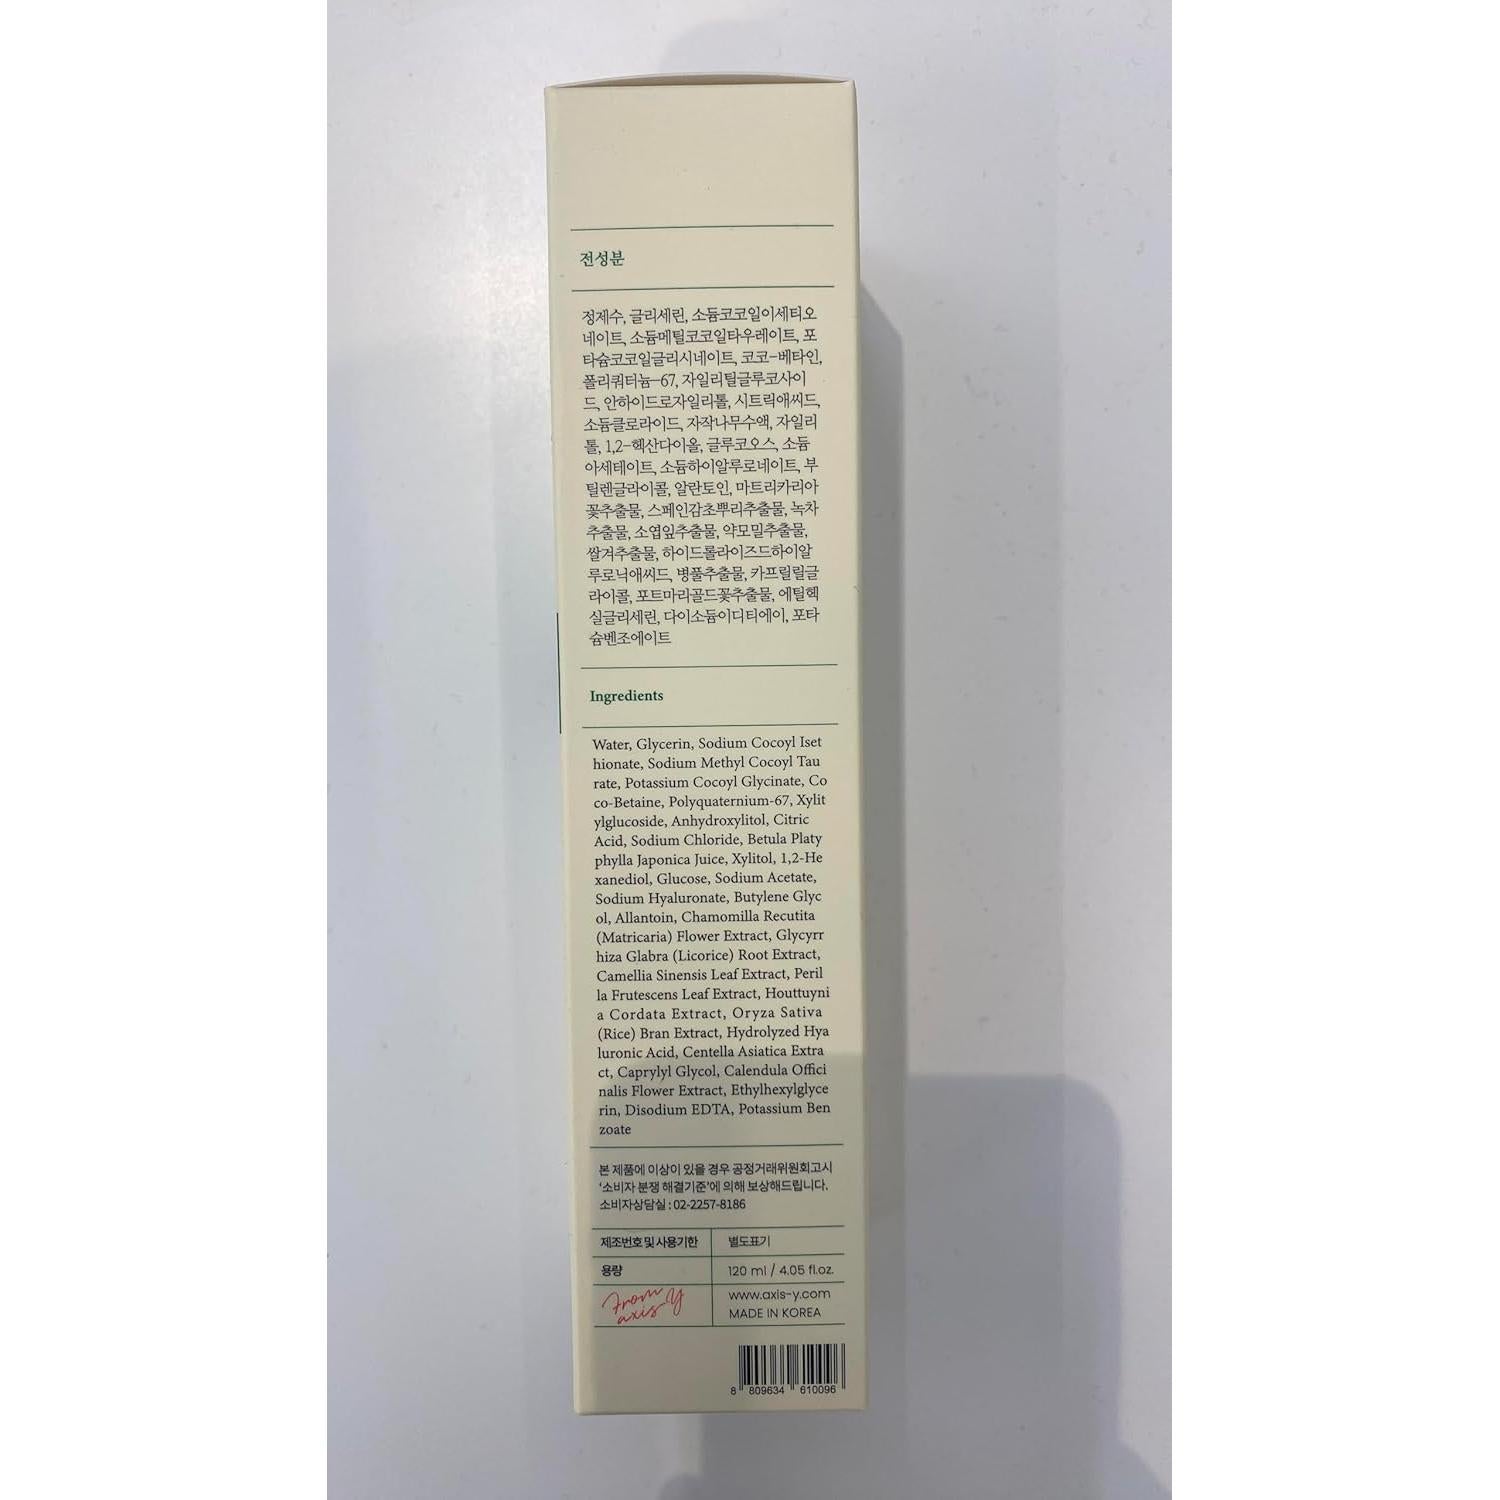 전성분
정제수, 글리세린, 소듐코코일이세티오
네이트, 소듐메틸코코일타우레이트, 포
타슘코코일글리시네이트, 코코-베타인,
폴리쿼터늄-67, 자일리틸글루코사이
드, 안하이드로자일리톨, 시트릭애씨드,
소듐클로라이드, 자작나무수액, 자일리
톨, 1,2-헥산다이올, 글루코오스, 소듐
아세테이트, 소듐하이알루로네이트, 부
틸렌글라이콜, 알란토인, 마트리카리아
꽃추출물, 스페인감초뿌리추출물, 녹차
추출물, 소엽잎추출물, 약모밀추출물,
쌀겨추출물, 하이드롤라이즈드하이알
루로닉애씨드, 병풀추출물, 카프릴릴글
라이콜, 포트마리골드꽃추출물, 에틸헥
실글리세린, 다이소듐이디티에이, 포타
슘벤조에이트
Ingredients
Water, Glycerin, Sodium Cocoyl Iset
hionate, Sodium Methyl Cocoyl Tau
rate, Potassium Cocoyl Glycinate, Co
co-Betaine, Polyquaternium-67, Xylit
ylglucoside, Anhydroxylitol, Citric
Acid, Sodium Chloride, Betula Platy
phylla Japonica Juice, Xylitol, 1,2-He
xanediol, Glucose, Sodium Acetate,
Sodium Hyaluronate, Butylene Glyc
ol, Allantoin, Chamomilla Recutita
(Matricaria) Flower Extract, Glycyrr
hiza Glabra (Licorice) Root Extract,
Camellia Sinensis Leaf Extract, Peril
la Frutescens Leaf Extract, Houttuyni
a Cordata Extract, Oryza Sativa
(Rice) Bran Extract, Hydrolyzed Hya
luronic Acid, Centella Asiatica Extra
ct, Caprylyl Glycol, Calendula Offici
nalis Flower Extract, Ethylhexylglyce
rin, Disodium EDTA, Potassium Ben
zoate
본 제품에 이상이 있을 경우 공정거래위원회고시
'소비자 분쟁 해결기준'에 의해 보상해드립니다.
소비자상담실 : 02-2257-8186
제조번호 및 사용기한 별도표기
용량 120 ml / 4.05 fl.oz.
From
axis-y
www.axis-y.com
MADE IN KOREA
8 809634 610096